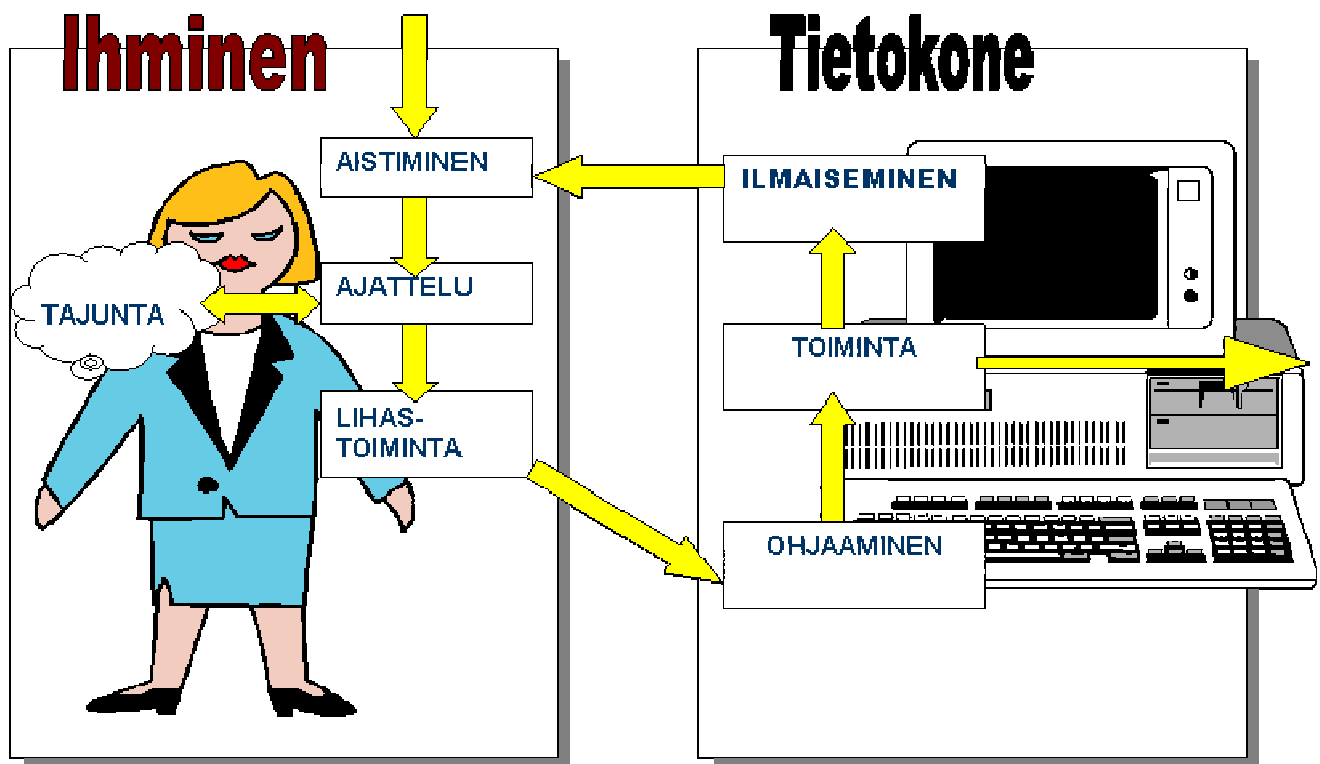 Ihminen
AISTIMINEN
AJATTELU
TAJUNTA
LIHAS-
TOIMINTA
Tietokone
ILMAISEMINEN
TOIMINTA
OHJAAMINEN